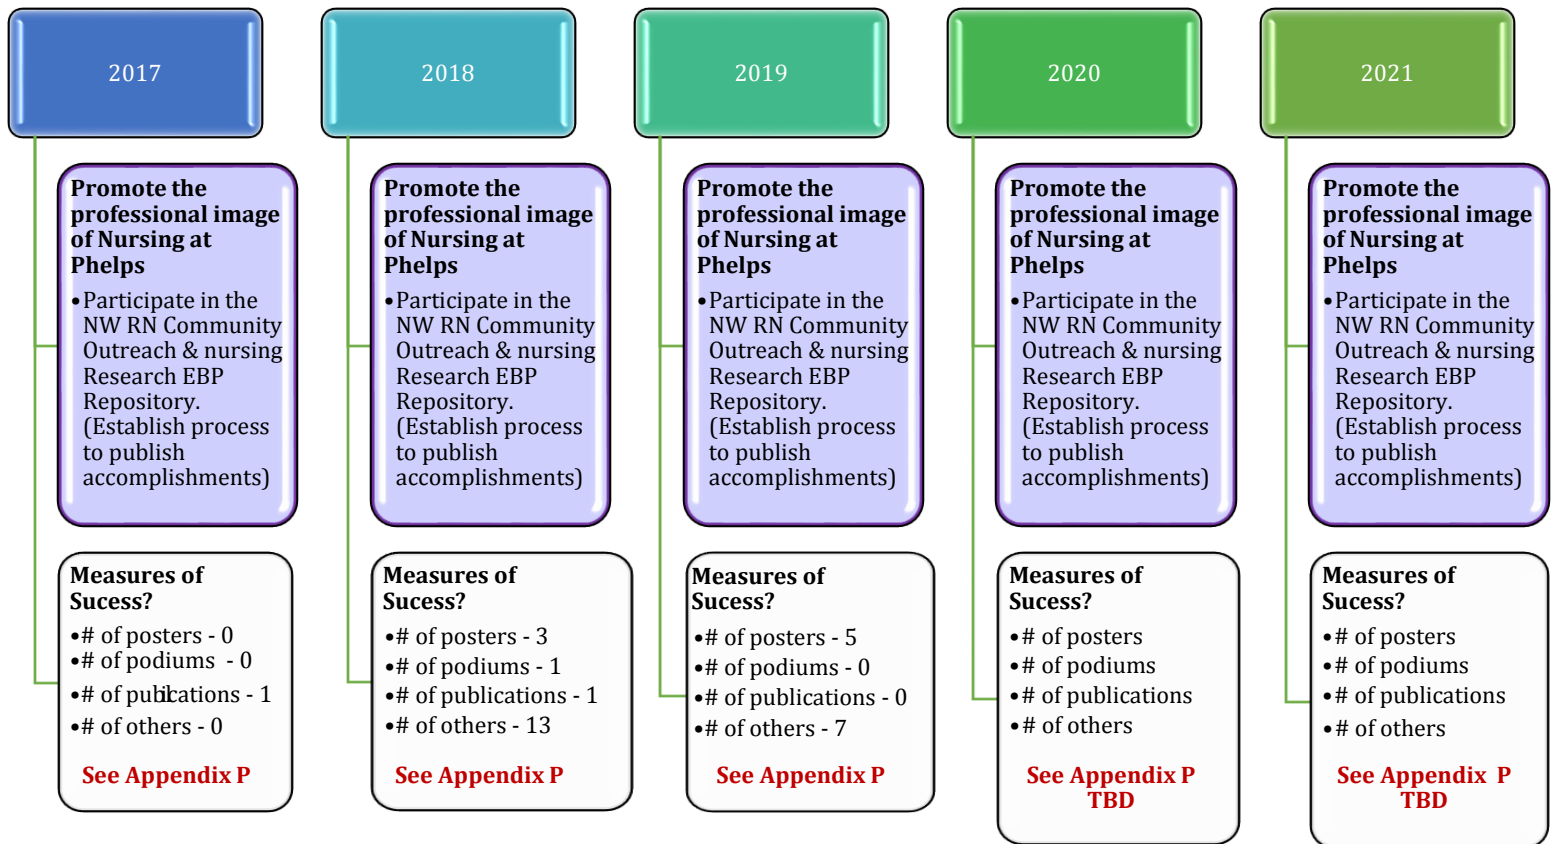 2017
2018
2019
2020
2021
Promote the
professional image
of Nursing at
Phelps
•Participate in the
NW RN Community
Outreach & nursing
Research EBP
Repository.
(Establish process
to publish
accomplishments)
Promote the
professional image
of Nursing at
Phelps
•Participate in the
NW RN Community
Outreach & nursing
Research EBP
Repository.
(Establish process
to publish
accomplishments)
Promote the
professional image
of Nursing at
Phelps
•Participate in the
NW RN Community
Outreach & nursing
Research EBP
Repository.
(Establish process
to publish
accomplishments)
Promote the
professional image
of Nursing at
Phelps
•Participate in the
NW RN Community
Outreach & nursing
Research EBP
Repository.
(Establish process
to publish
accomplishments)
Promote the
professional image
of Nursing at
Phelps
•Participate in the
NW RN Community
Outreach & nursing
Research EBP
Repository.
(Establish process
to publish
accomplishments)
Measures of
Sucess?
•# of posters - 0
•# of podiums - 0
•# of publications - 1
•# of others - 0
See Appendix P
Measures of
Sucess?
•# of posters - 3
•# of podiums - 1
•# of publications - 1
•# of others - 13
See Appendix P
Measures of
Sucess?
•# of posters - 5
•# of podiums - 0
•# of publications - 0
•# of others - 7
See Appendix P
Measures of
Sucess?
•# of posters
•# of podiums
•# of publications
•# of others
See Appendix P
TBD
Measures of
Sucess?
•# of posters
•# of podiums
•# of publications
•# of others
See Appendix P
TBD